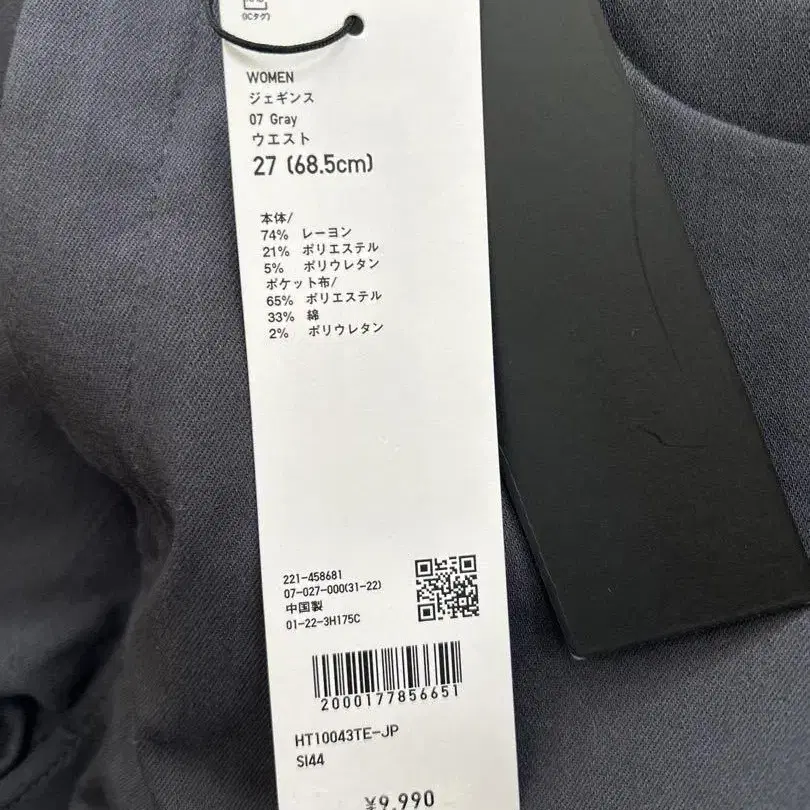 (ICタグ)
WOMEN
ジェギンス
07 Gray
ウエスト
27 (68.5cm)
本体/
74% レーヨン
21% ポリエステル
5% ポリウレタン
ポケット布/
65% ポリエステル
33% 綿
2% ポリウレタン
221-458681
07-027-000(31-22)
中国製
01-22-3H175C
2000177856651
HT10043TE-JP
SI44
¥9,990